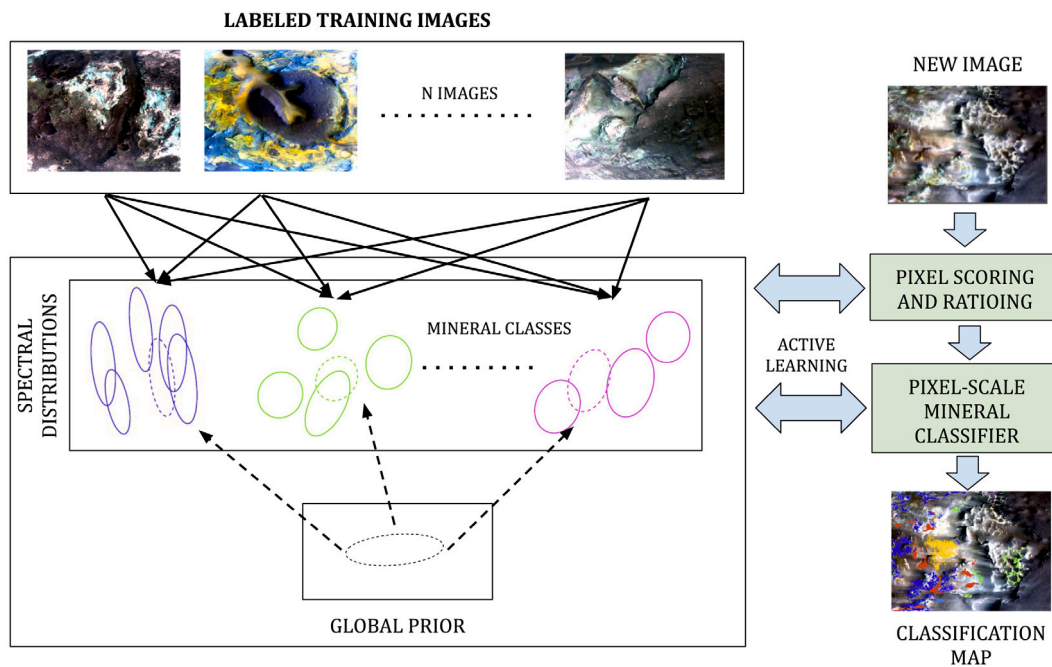 LABELED TRAINING IMAGES
N IMAGES
SPECTRAL
DISTRIBUTIONS
MINERAL CLASSES
GLOBAL PRIOR
NEW IMAGE
PIXEL SCORING
AND RATIOING
ACTIVE
LEARNING
PIXEL-SCALE
MINERAL
CLASSIFIER
CLASSIFICATION
MAP